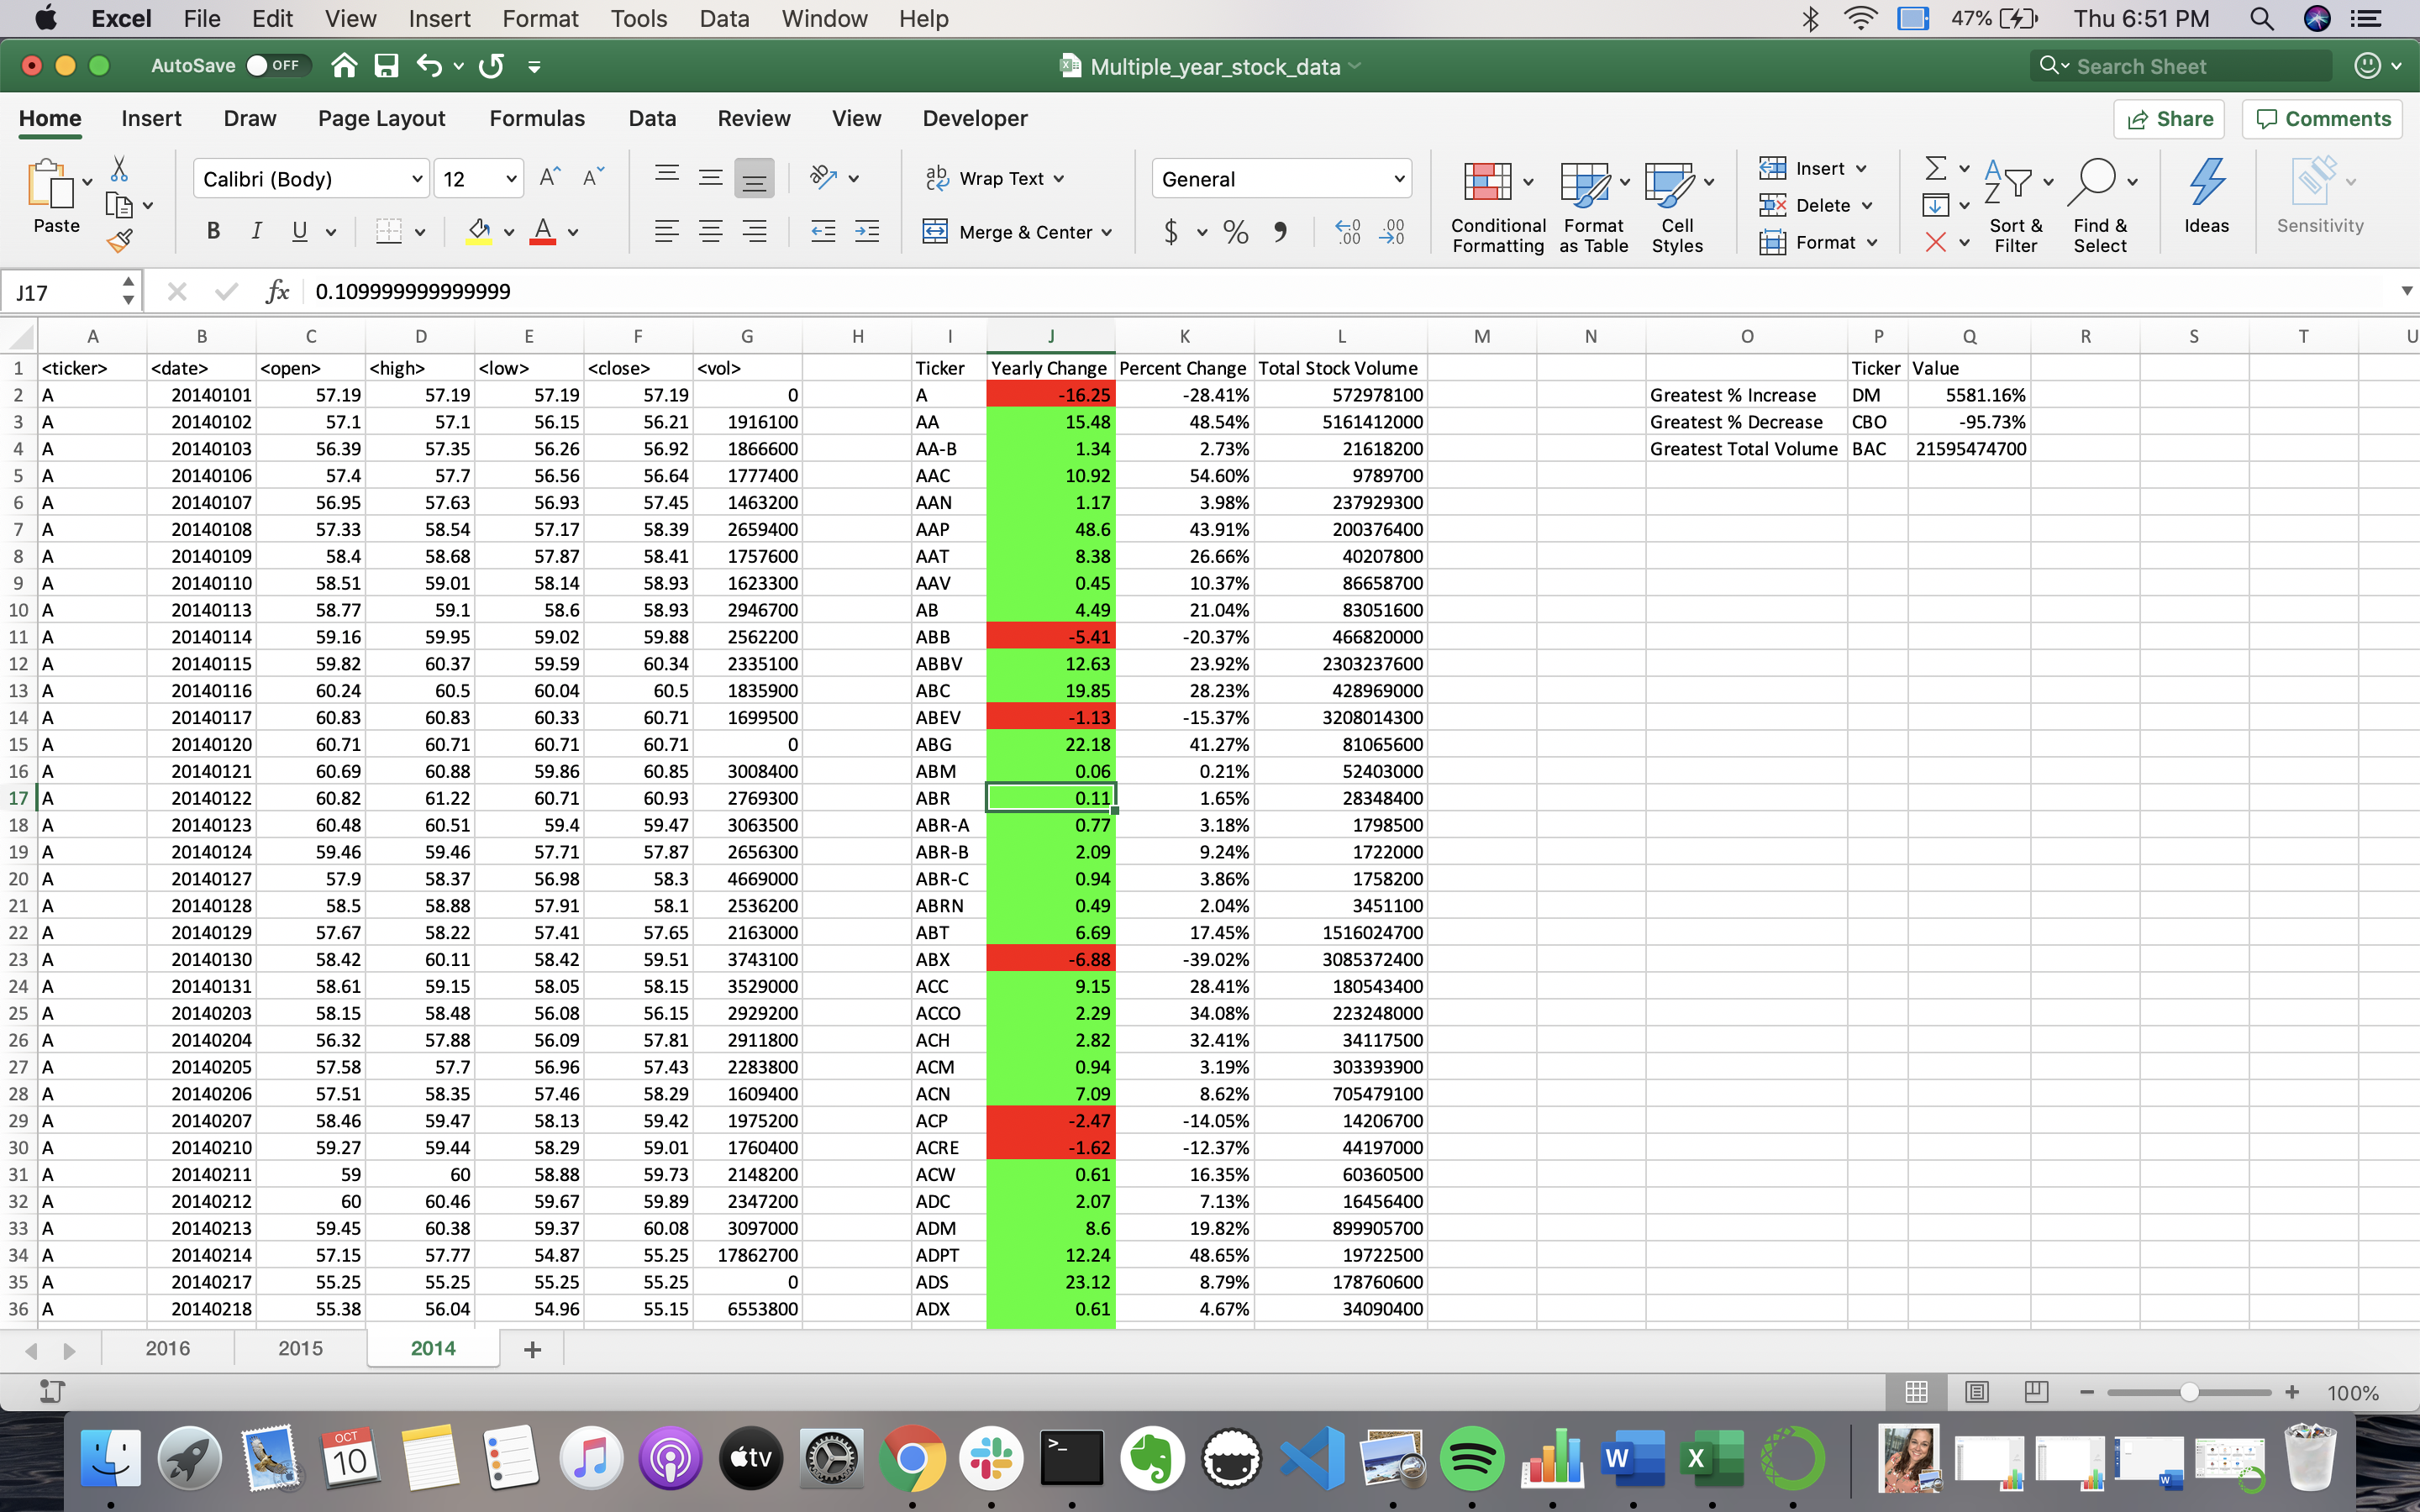 Excel File Edit View Insert Format Tools Data Window Help 47% Thu 6:51 PM
AutoSave OFF Multiple_year_stock_data Search Sheet
Home Insert Draw Page Layout Formulas Data Review View Developer Share Comments
Paste Calibri (Body) 12 Wrap Text General Insert
B I U Merge & Center $ % Delete
Conditional Formatting Format as Table Cell Styles Format Sort & Filter Find & Select Ideas Sensitivity
J17 fx 0.109999999999999
A B C D E F G H I J K L M N O P Q R S T U
1 <ticker> <date> <open> <high> <low> <close> <vol> Ticker Yearly Change Percent Change Total Stock Volume Ticker Value
2 A 20140101 57.19 57.19 57.19 57.19 0 A -16.25 -28.41% 572978100 Greatest % Increase DM 5581.16%
3 A 20140102 57.1 57.1 56.15 56.21 1916100 AA 15.48 48.54% 5161412000 Greatest % Decrease CBO -95.73%
4 A 20140103 56.39 57.35 56.26 56.92 1866600 AA-B 1.34 2.73% 21618200 Greatest Total Volume BAC 21595474700
5 A 20140106 57.4 57.7 56.56 56.64 1777400 AAC 10.92 54.60% 9789700
6 A 20140107 56.95 57.63 56.93 57.45 1463200 AAN 1.17 3.98% 237929300
7 A 20140108 57.33 58.54 57.17 58.39 2659400 AAP 48.6 43.91% 200376400
8 A 20140109 58.4 58.68 57.87 58.41 1757600 AAT 8.38 26.66% 40207800
9 A 20140110 58.51 59.01 58.14 58.93 1623300 AAV 0.45 10.37% 86658700
10 A 20140113 58.77 59.1 58.6 58.93 2946700 AB 4.49 21.04% 83051600
11 A 20140114 59.16 59.95 59.02 59.88 2562200 ABB -5.41 -20.37% 466820000
12 A 20140115 59.82 60.37 59.59 60.34 2335100 ABBV 12.63 23.92% 2303237600
13 A 20140116 60.24 60.5 60.04 60.5 1835900 ABC 19.85 28.23% 428969000
14 A 20140117 60.83 60.83 60.33 60.71 1699500 ABEV -1.13 -15.37% 3208014300
15 A 20140120 60.71 60.71 60.71 60.71 0 ABG 22.18 41.27% 81065600
16 A 20140121 60.69 60.88 59.86 60.85 3008400 ABM 0.06 0.21% 52403000
17 A 20140122 60.82 61.22 60.71 60.93 2769300 ABR 0.11 1.65% 28348400
18 A 20140123 60.48 60.51 59.4 59.47 3063500 ABR-A 0.77 3.18% 1798500
19 A 20140124 59.46 59.46 57.71 57.87 2656300 ABR-B 2.09 9.24% 1722000
20 A 20140127 57.9 58.37 56.98 58.3 4669000 ABR-C 0.94 3.86% 1758200
21 A 20140128 58.5 58.88 57.91 58.1 2536200 ABRN 0.49 2.04% 3451100
22 A 20140129 57.67 58.22 57.41 57.65 2163000 ABT 6.69 17.45% 1516024700
23 A 20140130 58.42 60.11 58.42 59.51 3743100 ABX -6.88 -39.02% 3085372400
24 A 20140131 58.61 59.15 58.05 58.15 3529000 ACC 9.15 28.41% 180543400
25 A 20140203 58.15 58.48 56.08 56.15 2929200 ACCO 2.29 34.08% 223248000
26 A 20140204 56.32 57.88 56.09 57.81 2911800 ACH 2.82 32.41% 34117500
27 A 20140205 57.58 57.7 56.96 57.43 2283800 ACM 0.94 3.19% 303393900
28 A 20140206 57.51 58.35 57.46 58.29 1609400 ACN 7.09 8.62% 705479100
29 A 20140207 58.46 59.47 58.13 59.42 1975200 ACP -2.47 -14.05% 14206700
30 A 20140210 59.27 59.44 58.29 59.01 1760400 ACRE -1.62 -12.37% 44197000
31 A 20140211 59 60 58.88 59.73 2148200 ACW 0.61 16.35% 60360500
32 A 20140212 60 60.46 59.67 59.89 2347200 ADC 2.07 7.13% 16456400
33 A 20140213 59.45 60.38 59.37 60.08 3097000 ADM 8.6 19.82% 899905700
34 A 20140214 57.15 57.77 54.87 55.25 17862700 ADPT 12.24 48.65% 19722500
35 A 20140217 55.25 55.25 55.25 55.25 0 ADS 23.12 8.79% 178760600
36 A 20140218 55.38 56.04 54.96 55.15 6553800 ADX 0.61 4.67% 34090400
2016 2015 2014 +
100%
OCT 10 tv W X